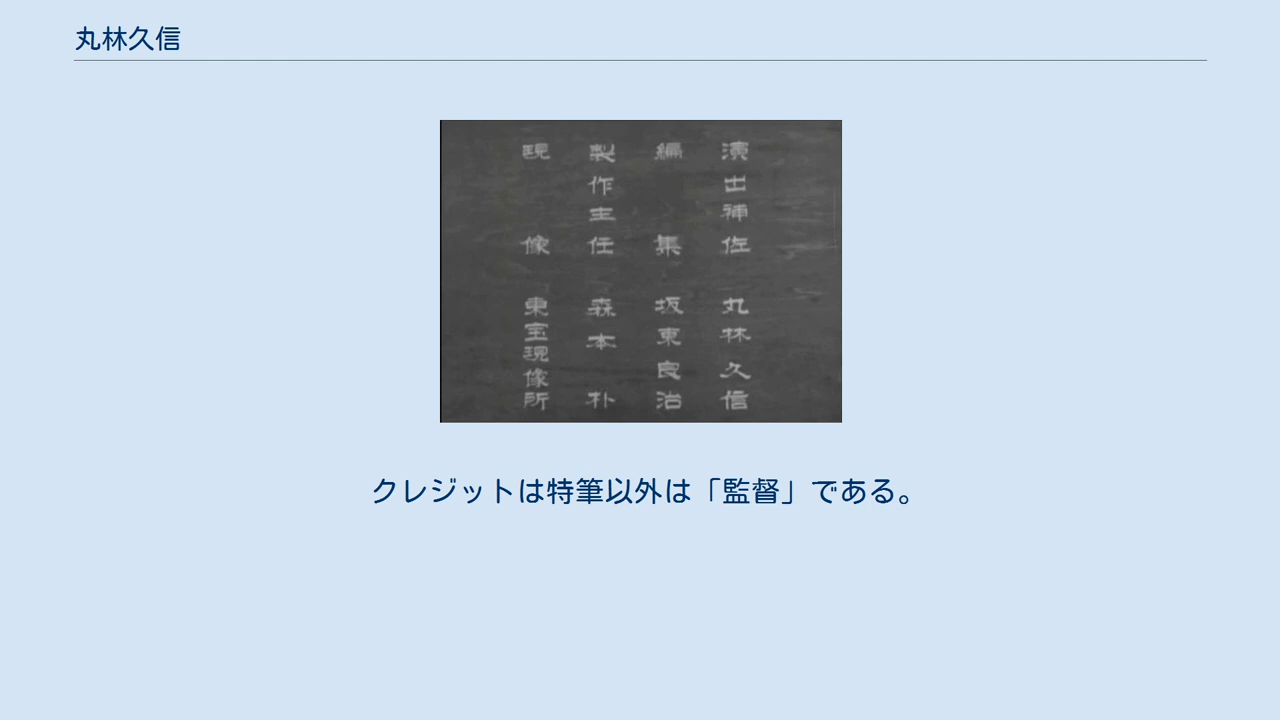 丸林久信
演出補佐 丸林久信
編集 坂東良治
製作主任 森本朴
現像 東宝現像所
クレジットは特筆以外は「監督」である。